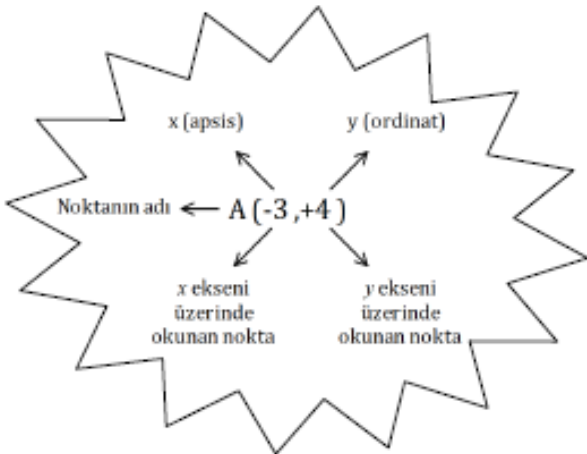 x (apsis)
y (ordinat)
Noktanın adı
A (-3 ,+4 )
x ekseni
üzerinde
okunan nokta
y ekseni
üzerinde
okunan nokta